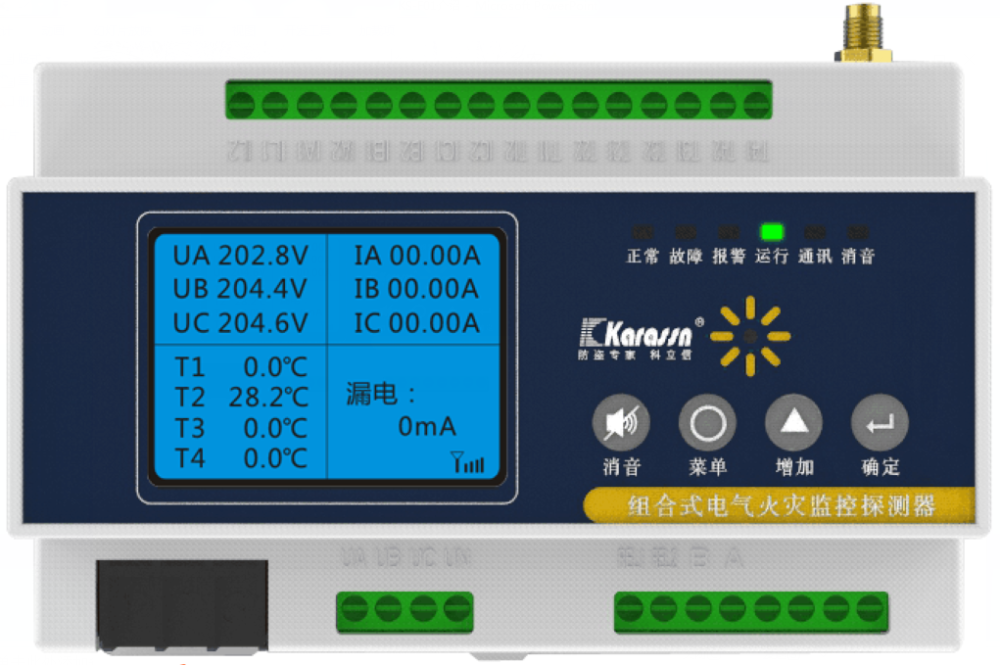 UA 202.8V
UB 204.4V
UC 204.6V
IA 00.00A
IB 00.00A
IC 00.00A
T1 0.0℃
T2 28.2℃
T3 0.0℃
T4 0.0℃
漏电：
0mA
正常 故障 报警 运行 通讯 消音
Karassn®
防盗专家 科立信
消音 菜单 增加 确定
组合式电气火灾监控探测器
UA UB UC UN